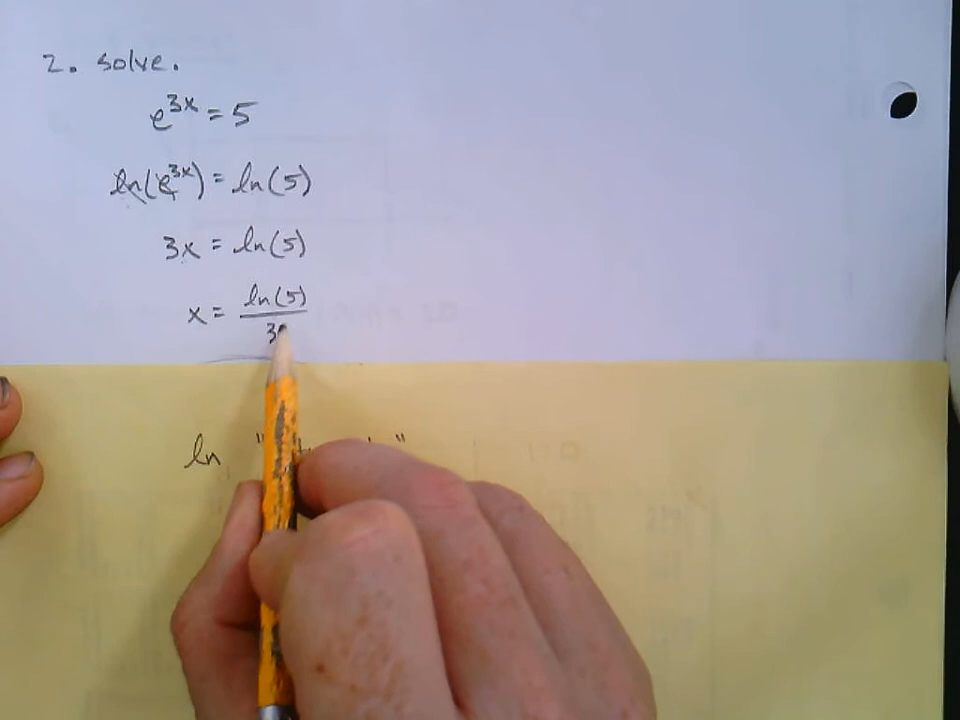 2. solve.
e^3x = 5
ln(e^3x) = ln(5)
3x = ln(5)
x = ln(5)/3
ln " "